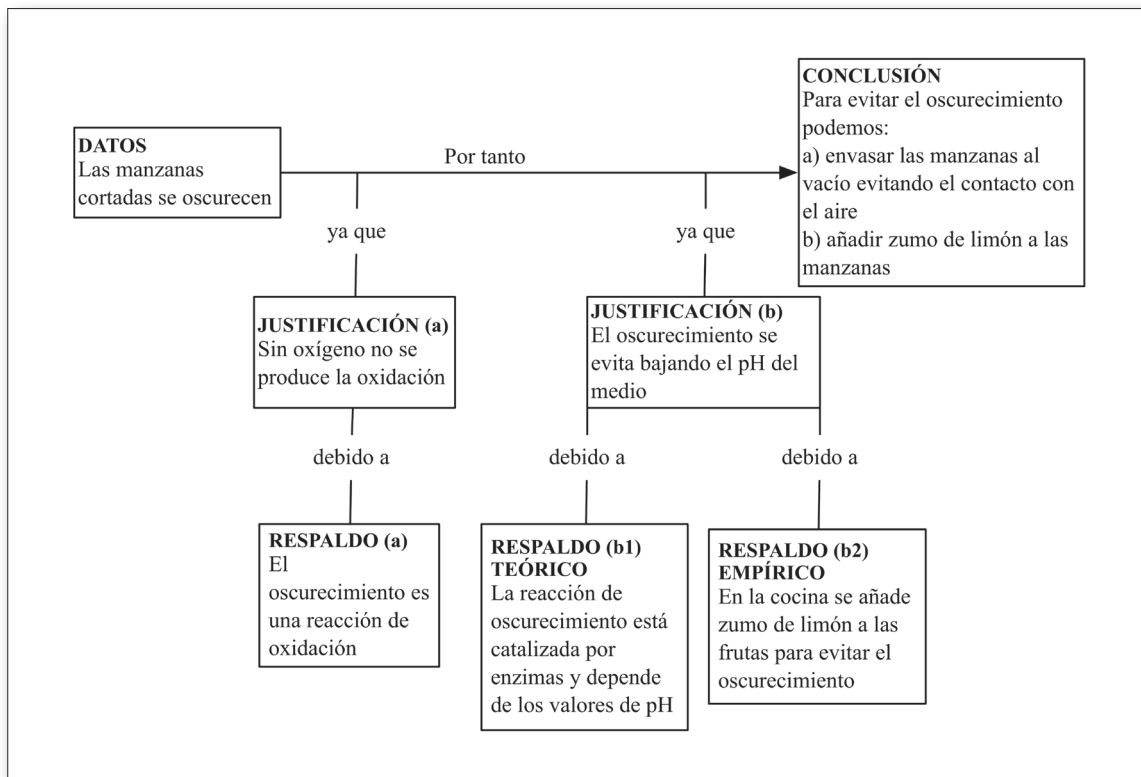 CONCLUSIÓN
Para evitar el oscurecimiento
podemos:
a) envasar las manzanas al
vacío evitando el contacto con
el aire
b) añadir zumo de limón a las
manzanas
DATOS
Las manzanas
cortadas se oscurecen
Por tanto
ya que
ya que
JUSTIFICACIÓN (a)
Sin oxígeno no se
produce la oxidación
JUSTIFICACIÓN (b)
El oscurecimiento se
evita bajando el pH del
medio
debido a
debido a
debido a
RESPALDO (a)
El
oscurecimiento es
una reacción de
oxidación
RESPALDO (b1)
TEÓRICO
La reacción de
oscurecimiento está
catalizada por
enzimas y depende
de los valores de pH
RESPALDO (b2)
EMPÍRICO
En la cocina se añade
zumo de limón a las
frutas para evitar el
oscurecimiento